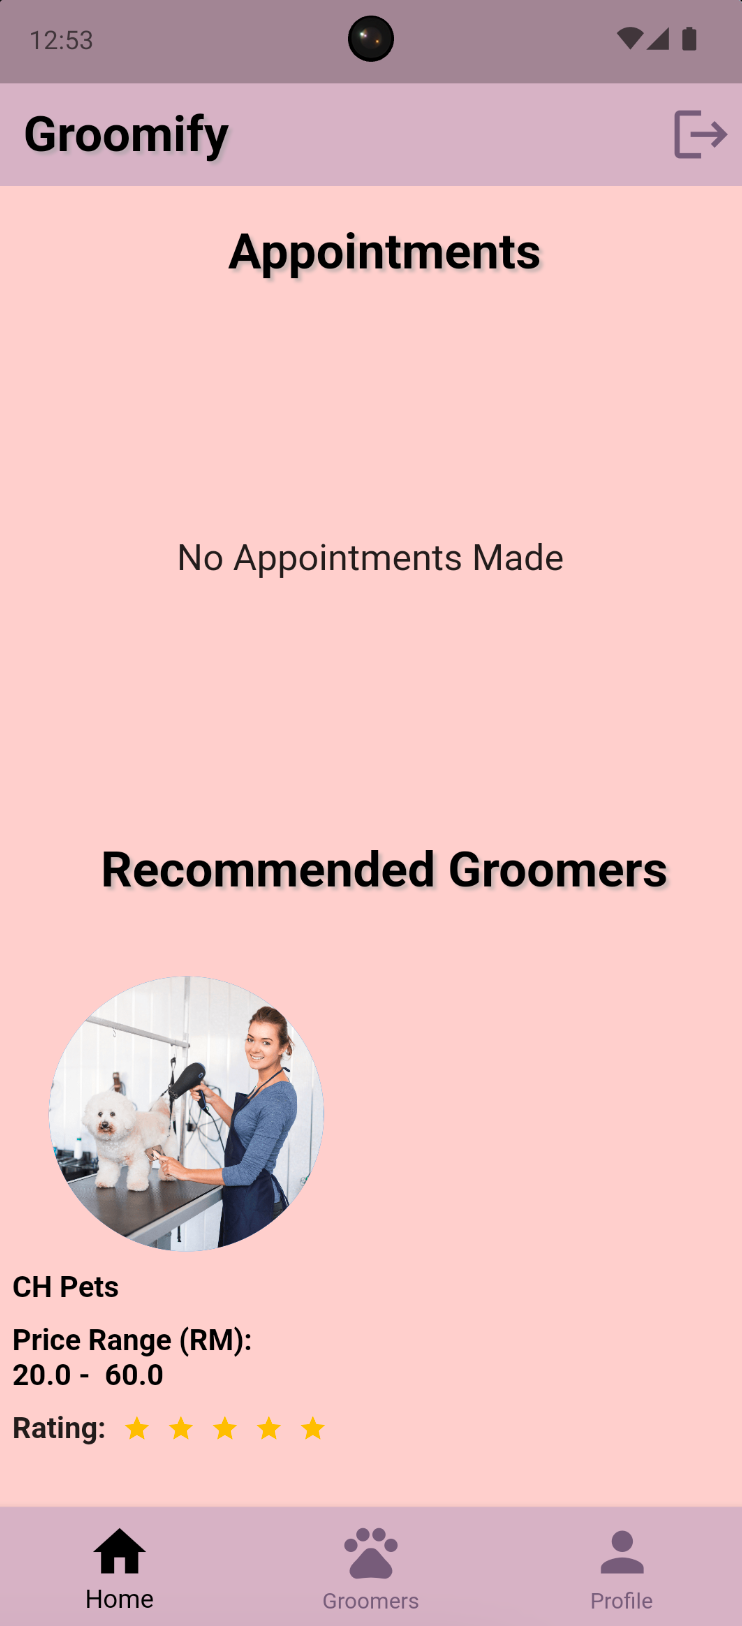 12:53
Groomify
Appointments
No Appointments Made
Recommended Groomers
CH Pets
Price Range (RM):
20.0 -  60.0
Rating:
Home
Groomers
Profile